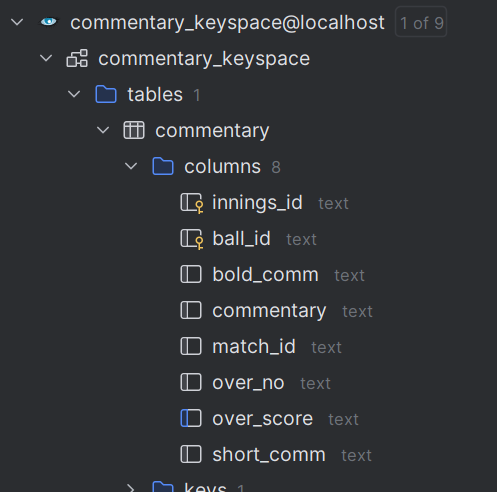 commentary_keyspace@localhost 1 of 9
commentary_keyspace
tables 1
commentary
columns 8
innings_id text
ball_id text
bold_comm text
commentary text
match_id text
over_no text
over_score text
short_comm text
keys 1